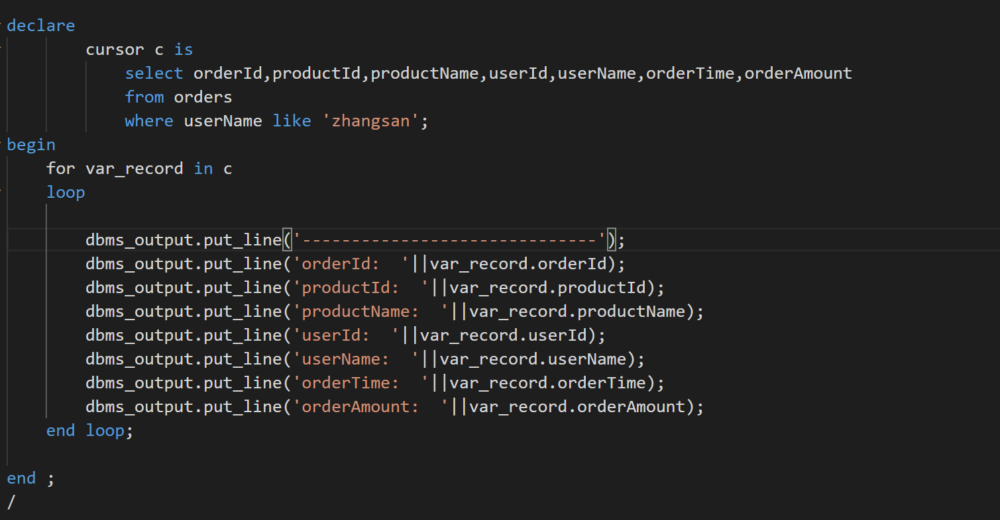 declare
        cursor c is
            select orderId,productId,productName,userId,userName,orderTime,orderAmount
            from orders
            where userName like 'zhangsan';
begin
    for var_record in c
    loop

        dbms_output.put_line('------------------------------');
        dbms_output.put_line('orderId:  '||var_record.orderId);
        dbms_output.put_line('productId:  '||var_record.productId);
        dbms_output.put_line('productName:  '||var_record.productName);
        dbms_output.put_line('userId:  '||var_record.userId);
        dbms_output.put_line('userName:  '||var_record.userName);
        dbms_output.put_line('orderTime:  '||var_record.orderTime);
        dbms_output.put_line('orderAmount:  '||var_record.orderAmount);
    end loop;

end ;
/